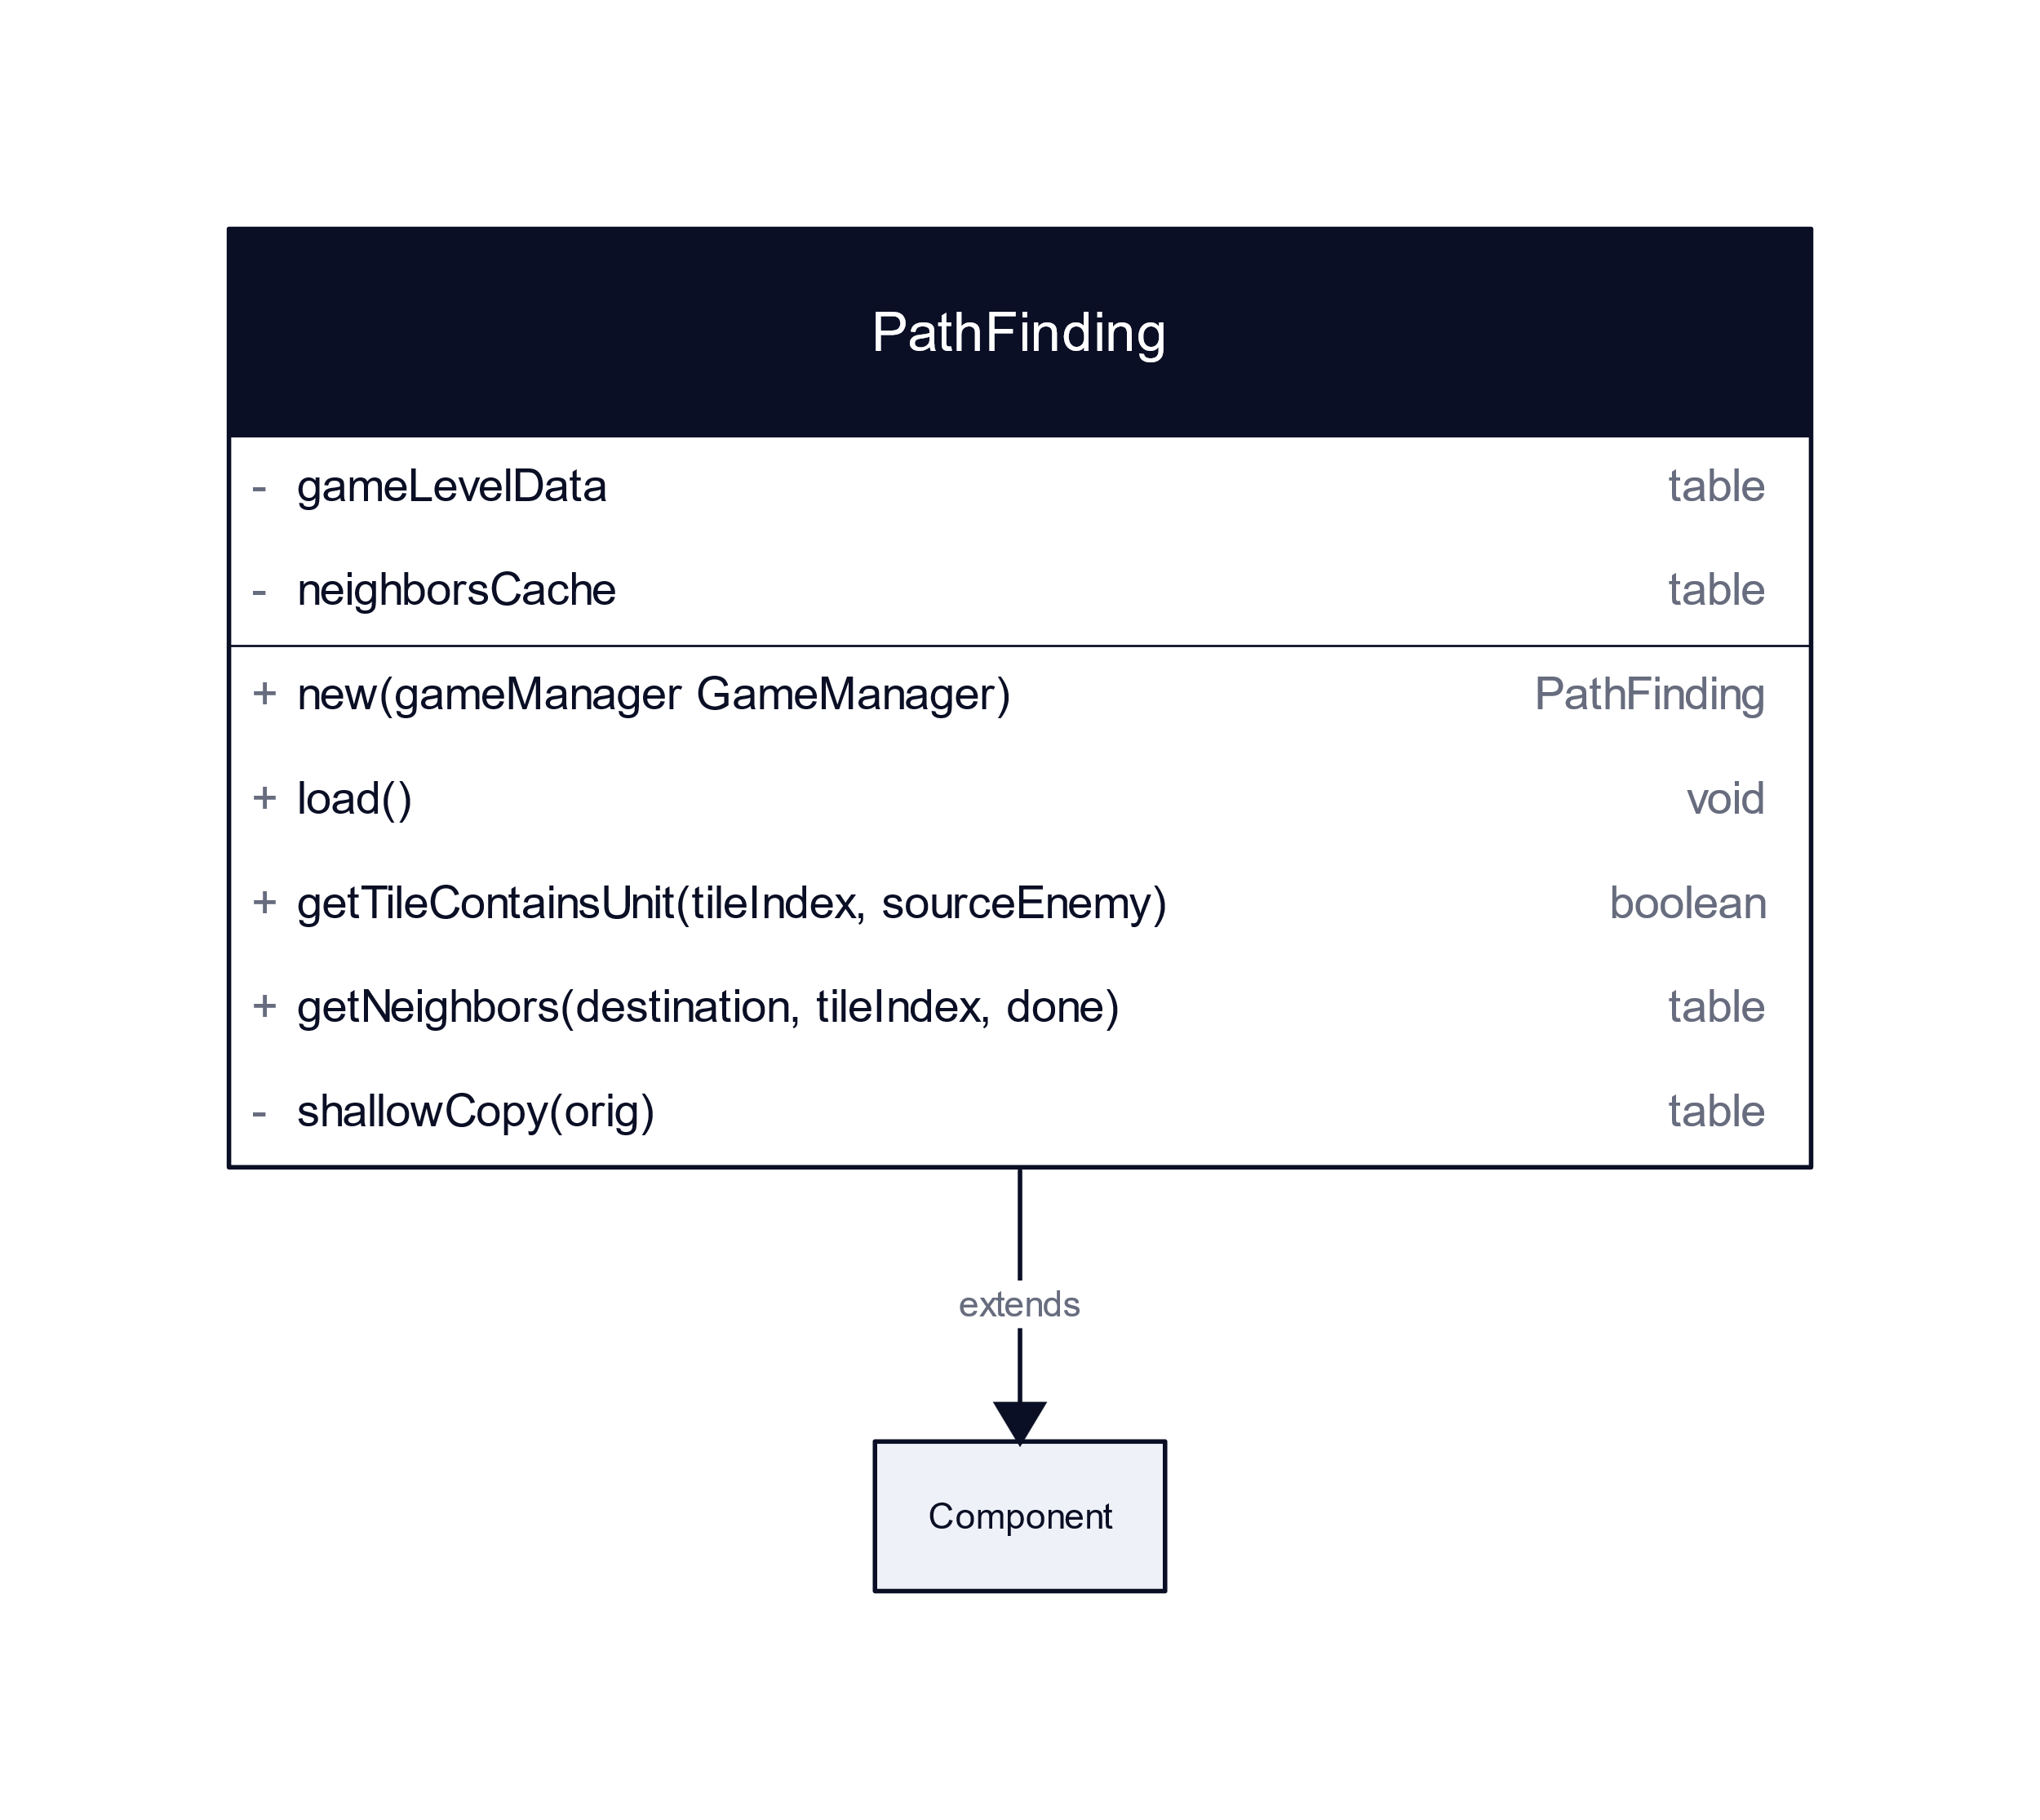 PathFinding
- gameLevelData table
- neighborsCache table
+ new(gameManager GameManager) PathFinding
+ load() void
+ getTileContainsUnit(tileIndex, sourceEnemy) boolean
+ getNeighbors(destination, tileIndex, done) table
- shallowCopy(orig) table
extends
Component